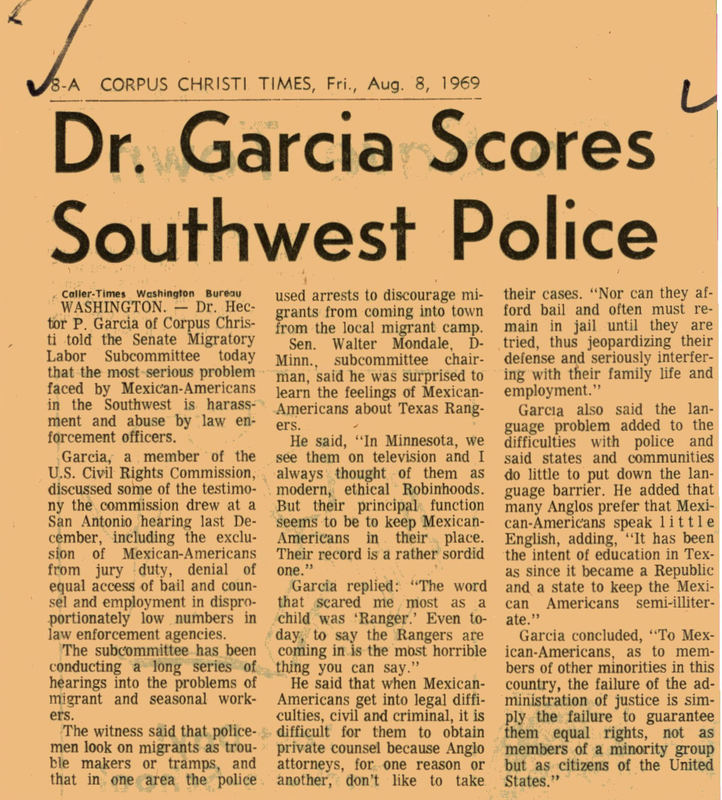 8-A CORPUS CHRISTI TIMES, Fri., Aug. 8, 1969
Dr. Garcia Scores
Southwest Police
Caller-Times Washington Bureau
WASHINGTON. — Dr. Hec-
tor P. Garcia of Corpus Chris-
ti told the Senate Migratory
Labor Subcommittee today
that the most serious problem
faced by Mexican-Americans
in the Southwest is harass-
ment and abuse by law en-
forcement officers.
Garcia, a member of the
U.S. Civil Rights Commission,
discussed some of the testimo-
ny the commission drew at a
San Antonio hearing last De-
cember, including the exclu-
sion of Mexican-Americans
from jury duty, denial of
equal access of bail and coun-
sel and employment in dispro-
portionately low numbers in
law enforcement agencies.
The subcommittee has been
conducting a long series of
hearings into the problems of
migrant and seasonal work-
ers.
The witness said that police-
men look on migrants as trou-
ble makers or tramps, and
that in one area the police
used arrests to discourage mi-
grants from coming into town
from the local migrant camp.
Sen. Walter Mondale, D-
Minn., subcommittee chair-
man, said he was surprised to
learn the feelings of Mexican-
Americans about Texas Rang-
ers.
He said, "In Minnesota, we
see them on television and I
always thought of them as
modern, ethical Robinhoods.
But their principal function
seems to be to keep Mexican-
Americans in their place.
Their record is a rather sordid
one."
Garcia replied: "The word
that scared me most as a
child was 'Ranger.' Even to-
day, to say the Rangers are
coming in is the most horrible
thing you can say."
He said that when Mexican-
Americans get into legal diffi-
culties, civil and criminal, it is
difficult for them to obtain
private counsel because Anglo
attorneys, for one reason or
another, don't like to take
their cases. "Nor can they af-
ford bail and often must re-
main in jail until they are
tried, thus jeopardizing their
defense and seriously interfer-
ing with their family life and
employment."
Garcia also said the lan-
guage problem added to the
difficulties with police and
said states and communities
do little to put down the lan-
guage barrier. He added that
many Anglos prefer that Mexi-
can-Americans speak little
English, adding, "It has been
the intent of education in Tex-
as since it became a Republic
and a state to keep the Mexi-
can Americans semi-illiter-
ate."
Garcia concluded, "To Mex-
ican-Americans, as to mem-
bers of other minorities in this
country, the failure of the ad-
ministration of justice is sim-
ply the failure to guarantee
them equal rights, not as
members of a minority group
but as citizens of the United
States."